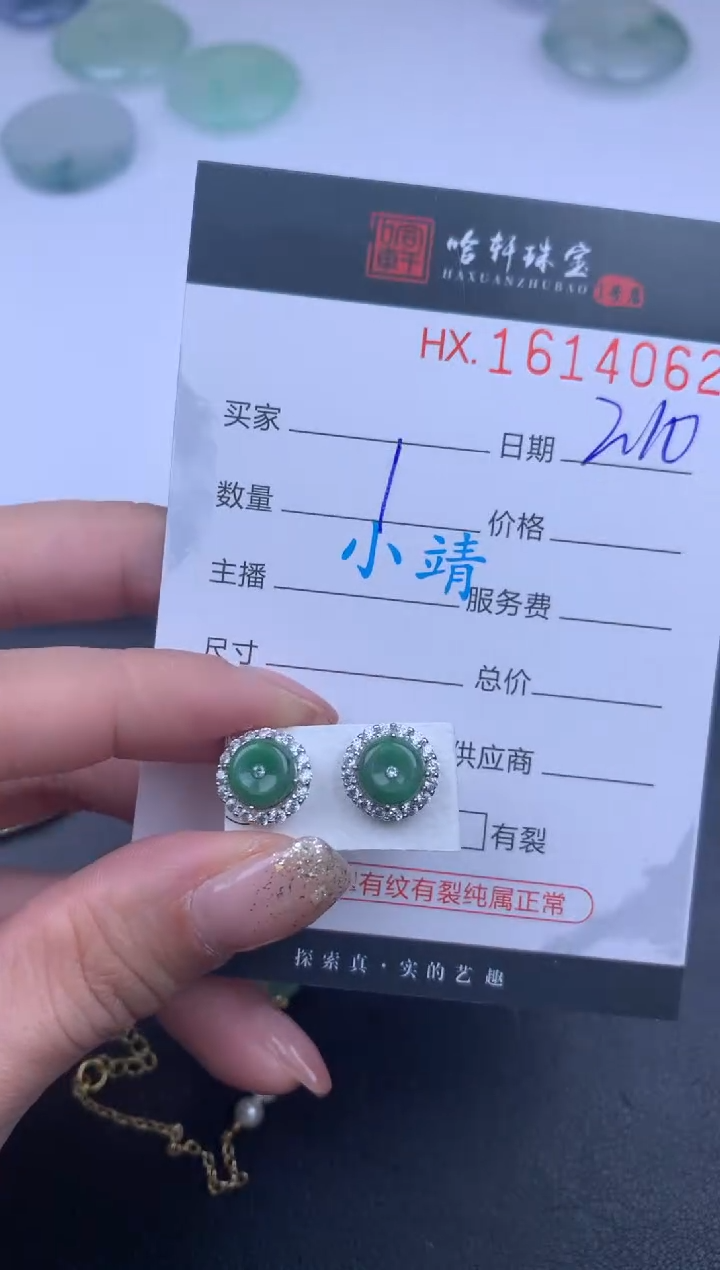 哈轩珠宝
HAXUANZHUBAO
HX.1614062
买家 日期 2/10
数量 1 价格
主播 小靖 服务费
尺寸 总价
供应商
有裂
有纹有裂纯属正常
探索真·实的艺趣